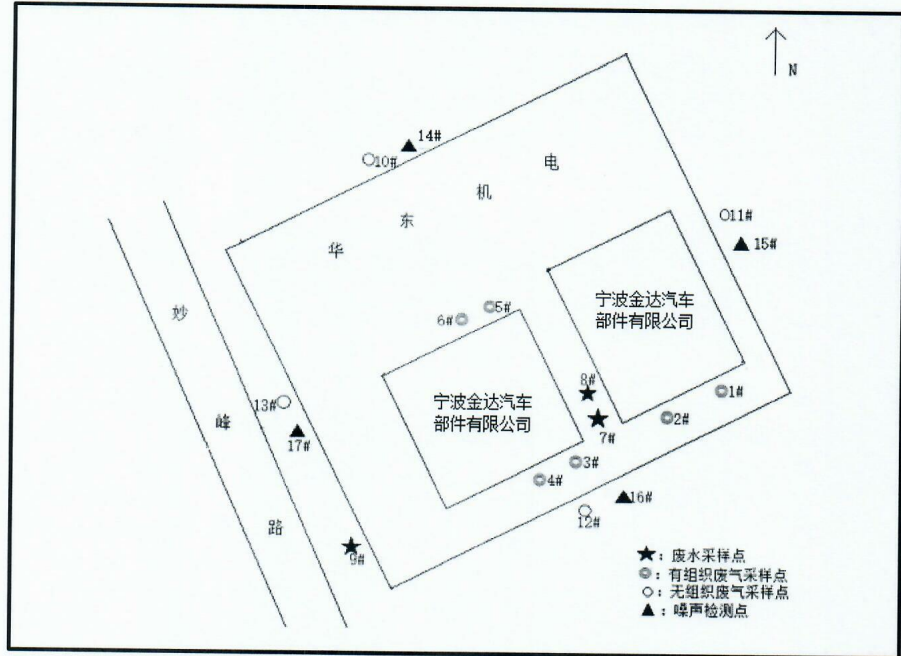 N
14#
10#
华东机电
11#
15#
宁波金达汽车
部件有限公司
5#
6#
妙峰路
宁波金达汽车
部件有限公司
8#
7#
1#
2#
13#
17#
3#
4#
16#
12#
9#
★：废水采样点
◎：有组织废气采样点
○：无组织废气采样点
▲：噪声检测点